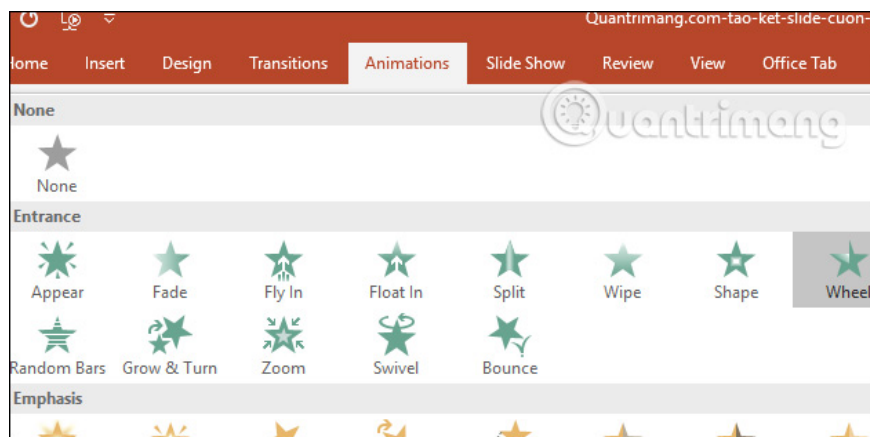 Quantrimang.com-tao-ket-slide-cuon-
Home Insert Design Transitions Animations Slide Show Review View Office Tab
None
Quantrimang
None
Entrance
Appear Fade Fly In Float In Split Wipe Shape Wheel
Random Bars Grow & Turn Zoom Swivel Bounce
Emphasis